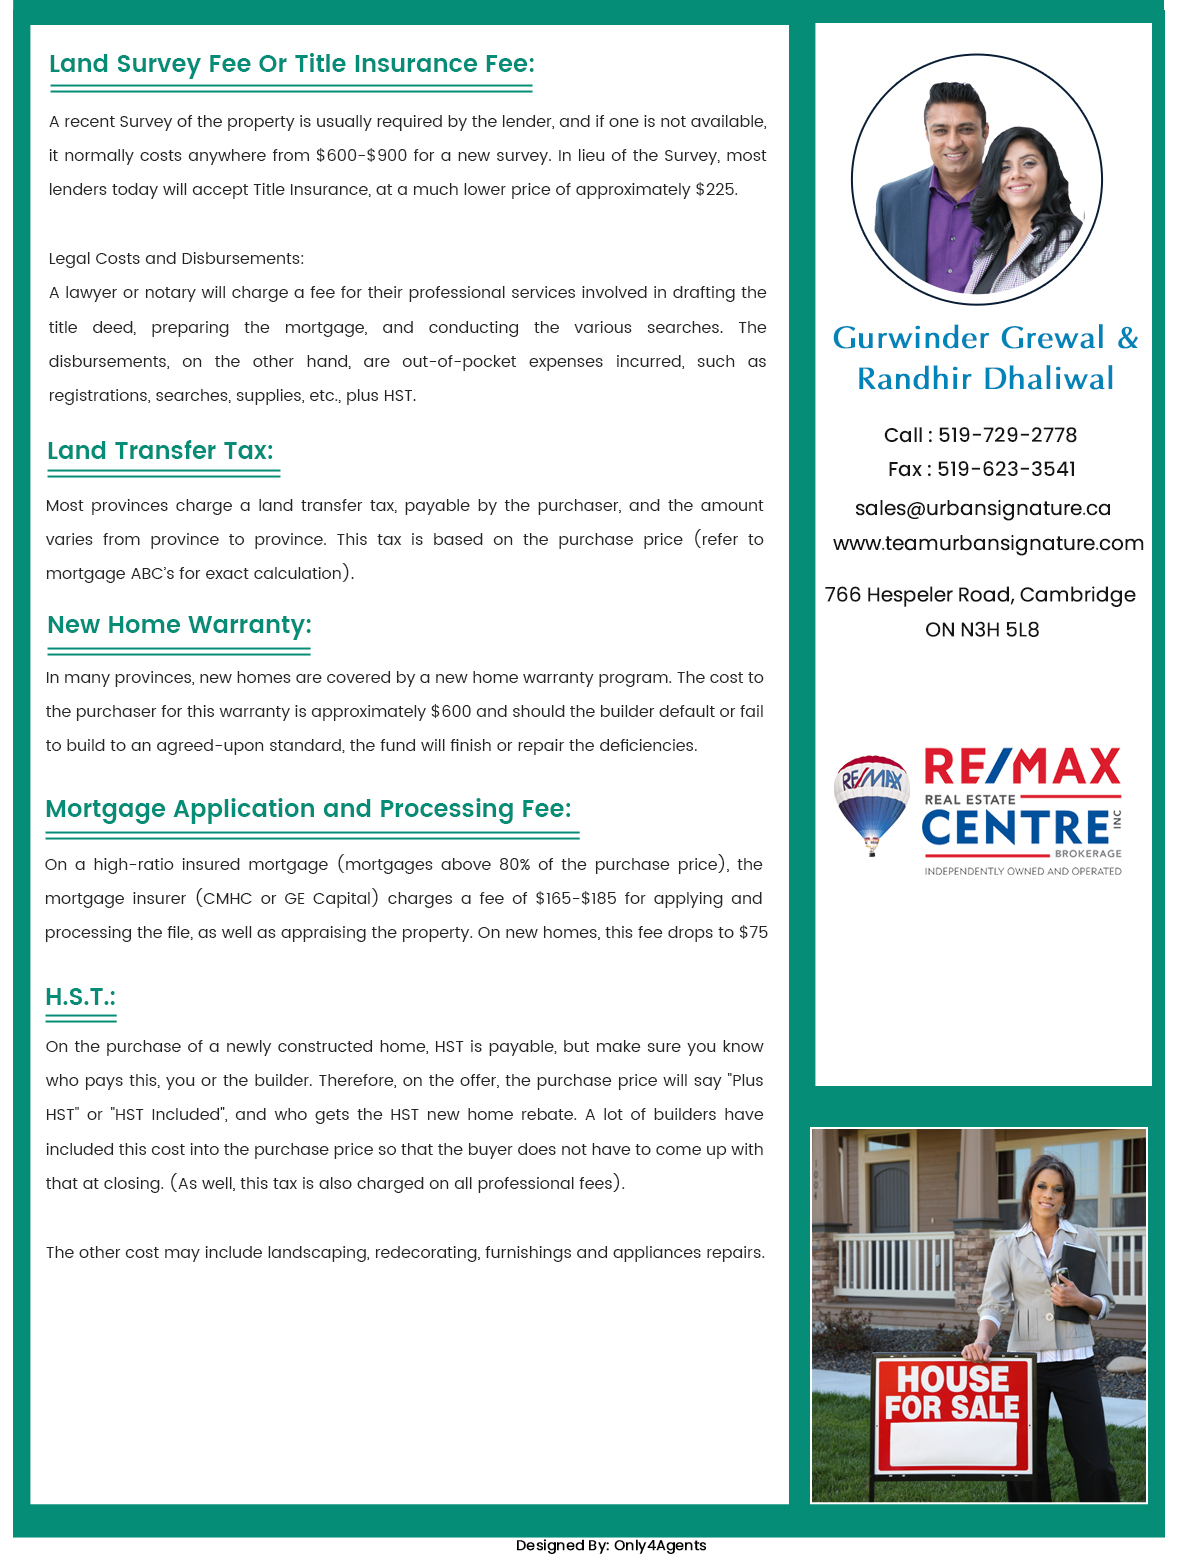 Land Survey Fee Or Title Insurance Fee:
A recent Survey of the property is usually required by the lender, and if one is not available,
it normally costs anywhere from $600-$900 for a new survey. In lieu of the Survey, most
lenders today will accept Title Insurance, at a much lower price of approximately $225.
Legal Costs and Disbursements:
A lawyer or notary will charge a fee for their professional services involved in drafting the
title deed, preparing the mortgage, and conducting the various searches. The
disbursements, on the other hand, are out-of-pocket expenses incurred, such as
registrations, searches, supplies, etc., plus HST.
Land Transfer Tax:
Most provinces charge a land transfer tax, payable by the purchaser, and the amount
varies from province to province. This tax is based on the purchase price (refer to
mortgage ABC's for exact calculation).
New Home Warranty:
In many provinces, new homes are covered by a new home warranty program. The cost to
the purchaser for this warranty is approximately $600 and should the builder default or fail
to build to an agreed-upon standard, the fund will finish or repair the deficiencies.
Mortgage Application and Processing Fee:
On a high-ratio insured mortgage (mortgages above 80% of the purchase price), the
mortgage insurer (CMHC or GE Capital) charges a fee of $165-$185 for applying and
processing the file, as well as appraising the property. On new homes, this fee drops to $75
H.S.T.:
On the purchase of a newly constructed home, HST is payable, but make sure you know
who pays this, you or the builder. Therefore, on the offer, the purchase price will say "Plus
HST" or "HST Included", and who gets the HST new home rebate. A lot of builders have
included this cost into the purchase price so that the buyer does not have to come up with
that at closing. (As well, this tax is also charged on all professional fees).
The other cost may include landscaping, redecorating, furnishings and appliances repairs.
Gurwinder Grewal &
Randhir Dhaliwal
Call : 519-729-2778
Fax : 519-623-3541
sales@urbansignature.ca
www.teamurbansignature.com
766 Hespeler Road, Cambridge
ON N3H 5L8
RE/MAX
RE/MAX
REAL ESTATE
CENTRE INC
BROKERAGE
INDEPENDENTLY OWNED AND OPERATED
1004
HOUSE
FOR SALE
Designed By: Only4Agents